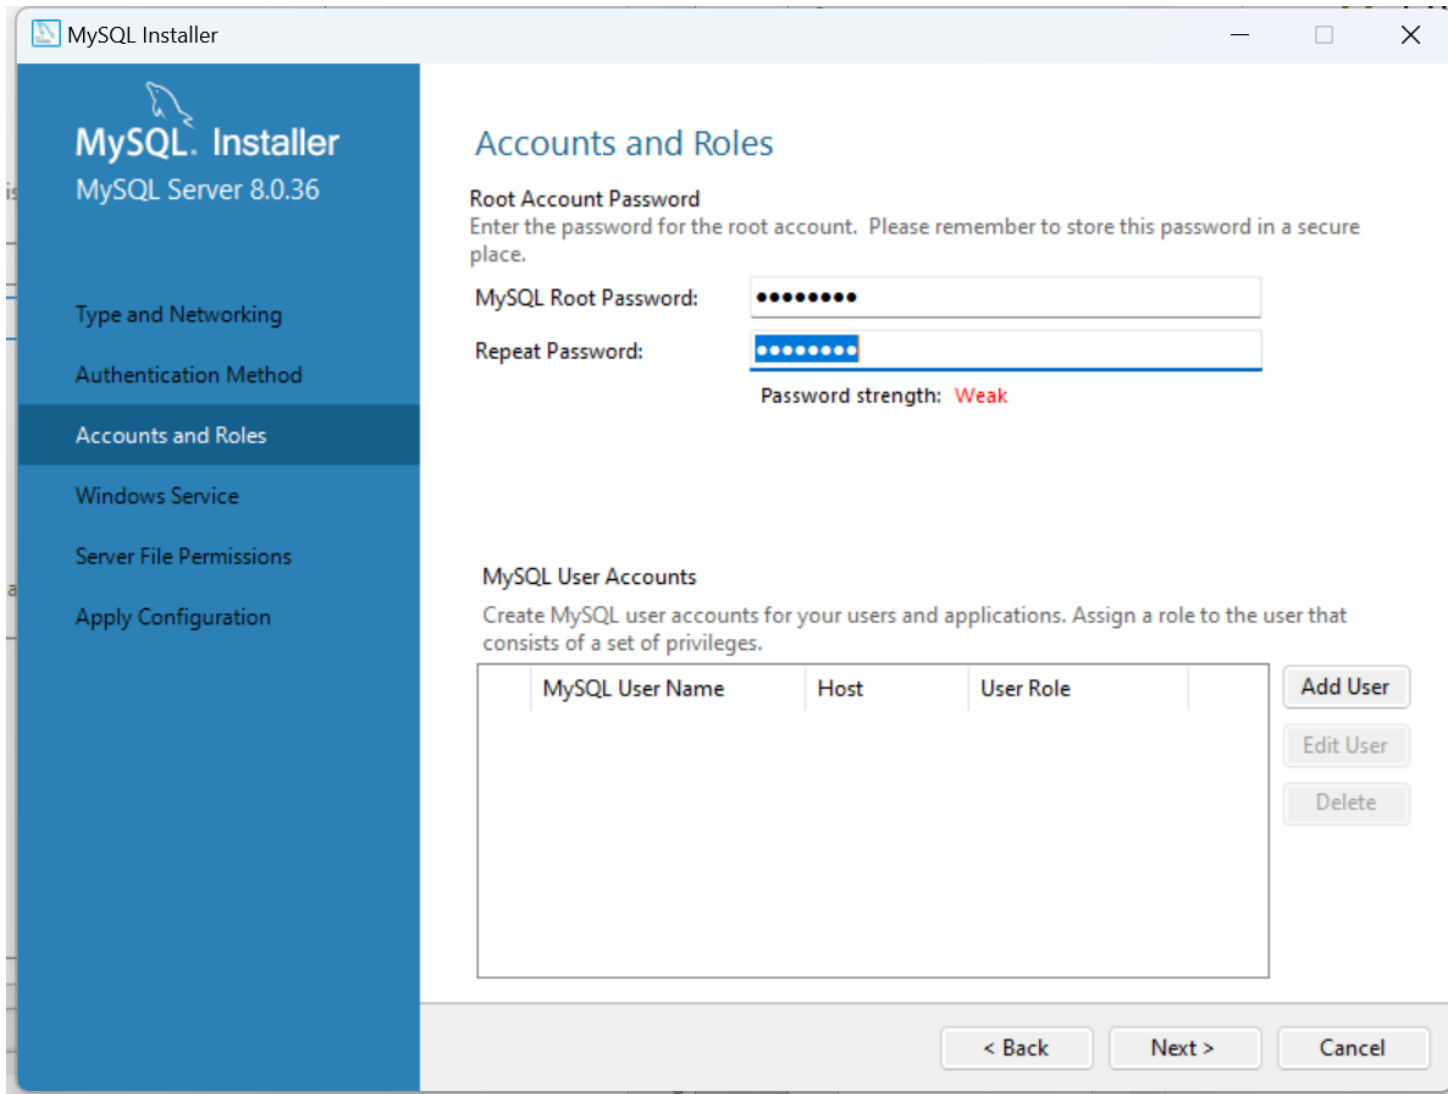 MySQL Installer
MySQL. Installer
MySQL Server 8.0.36
Type and Networking
Authentication Method
Accounts and Roles
Windows Service
Server File Permissions
Apply Configuration
Accounts and Roles
Root Account Password
Enter the password for the root account.  Please remember to store this password in a secure
place.
MySQL Root Password: ●●●●●●●●
Repeat Password: ●●●●●●●●
Password strength: Weak
MySQL User Accounts
Create MySQL user accounts for your users and applications. Assign a role to the user that
consists of a set of privileges.
MySQL User Name Host User Role
Add User
Edit User
Delete
< Back Next > Cancel